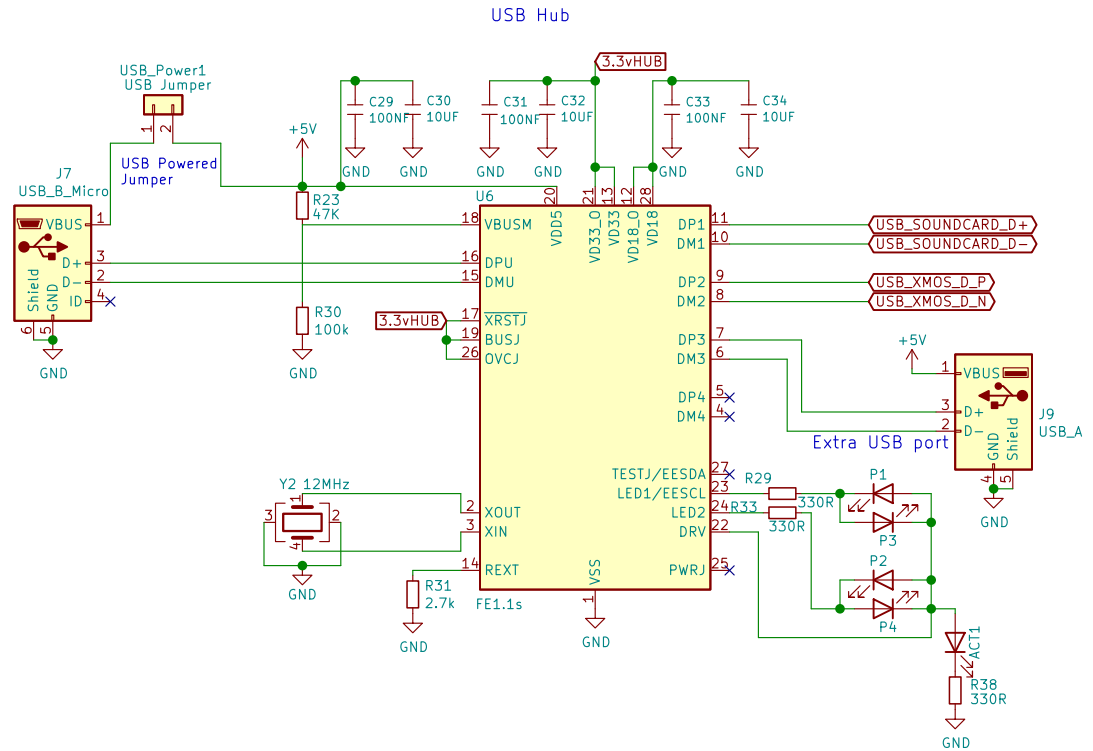 USB Hub
3.3vHUB
USB_Power1
USB Jumper
1
2
USB Powered
Jumper
+5V
C29
100NF
C30
10UF
C31
100NF
C32
10UF
C33
100NF
C34
10UF
GND
GND
GND
GND
GND
GND
J7
USB_B_Micro
VBUS
1
D+
3
D-
2
ID
4
Shield
GND
6
5
GND
R23
47K
R30
100k
GND
3.3vHUB
U6
20
21
13
12
28
VDD5
VD33_O
VD33
VD18_O
VD18
18
VBUSM
16
DPU
15
DMU
17
XRSTJ
19
BUSJ
26
OVCJ
2
XOUT
3
XIN
14
REXT
DP1
11
DM1
10
DP2
9
DM2
8
DP3
7
DM3
6
DP4
5
DM4
4
TESTJ/EESDA
27
LED1/EESCL
23
LED2
24
DRV
22
PWRJ
25
VSS
1
FE1.1s
GND
USB_SOUNDCARD_D+
USB_SOUNDCARD_D-
USB_XMOS_D_P
USB_XMOS_D_N
+5V
1
VBUS
3
D+
2
D-
GND
Shield
4
5
J9
USB_A
GND
Extra USB port
Y2 12MHz
1
3
2
4
GND
R31
2.7k
GND
R29
330R
R33
330R
P1
P3
P2
P4
ACT1
R38
330R
GND